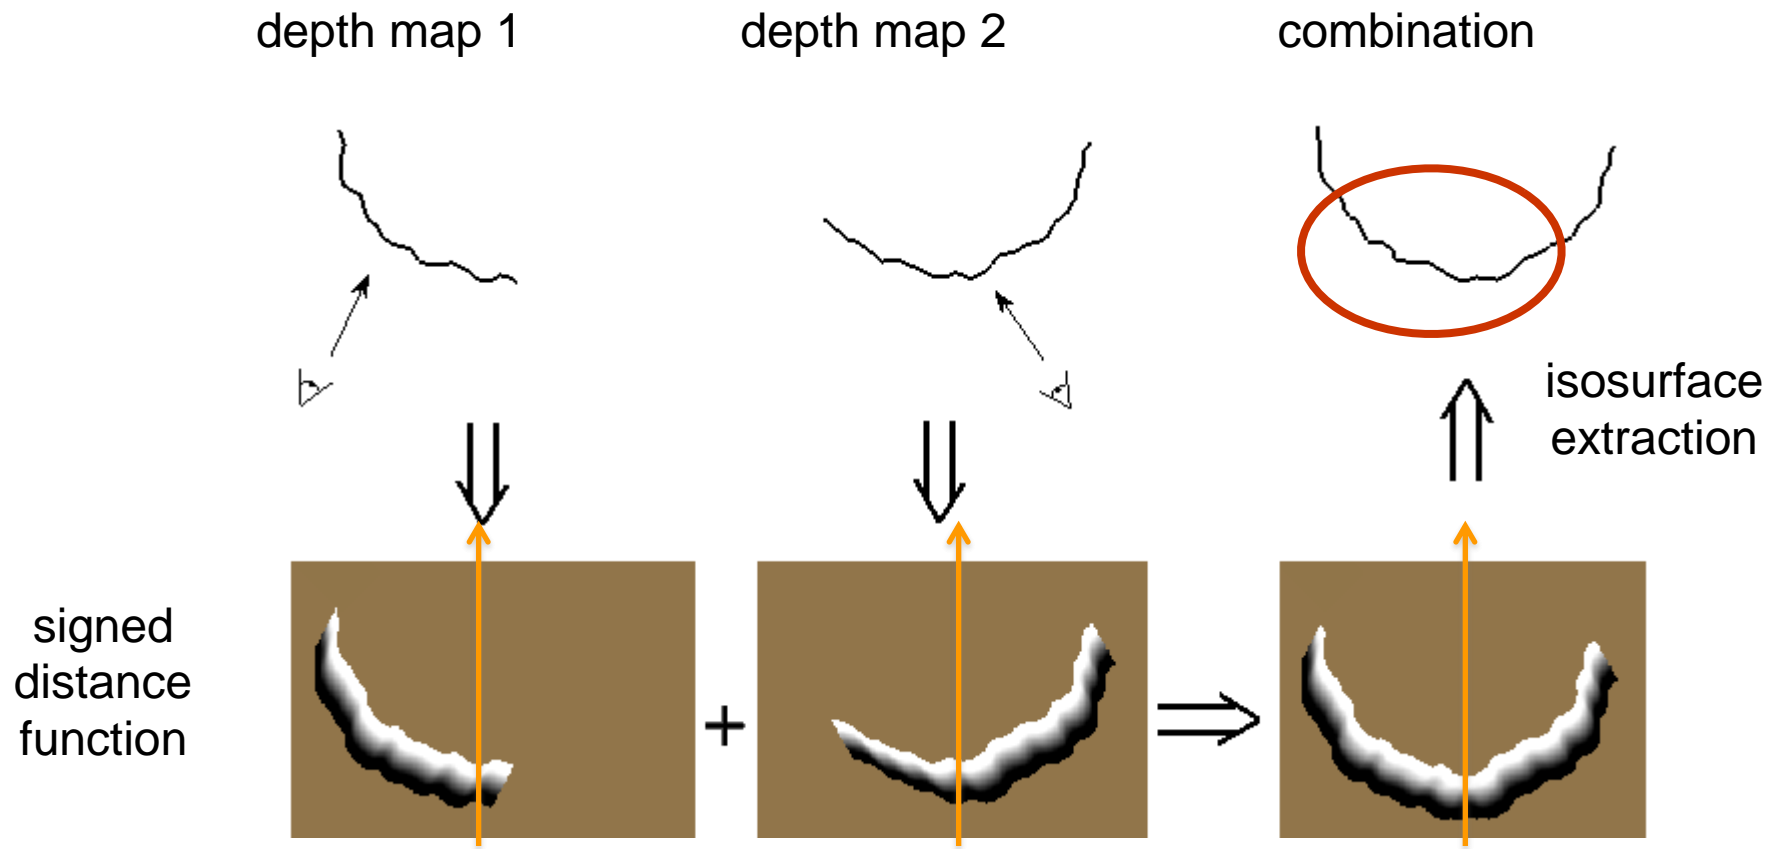 depth map 1
depth map 2
combination
isosurface
extraction
signed
distance
function
+